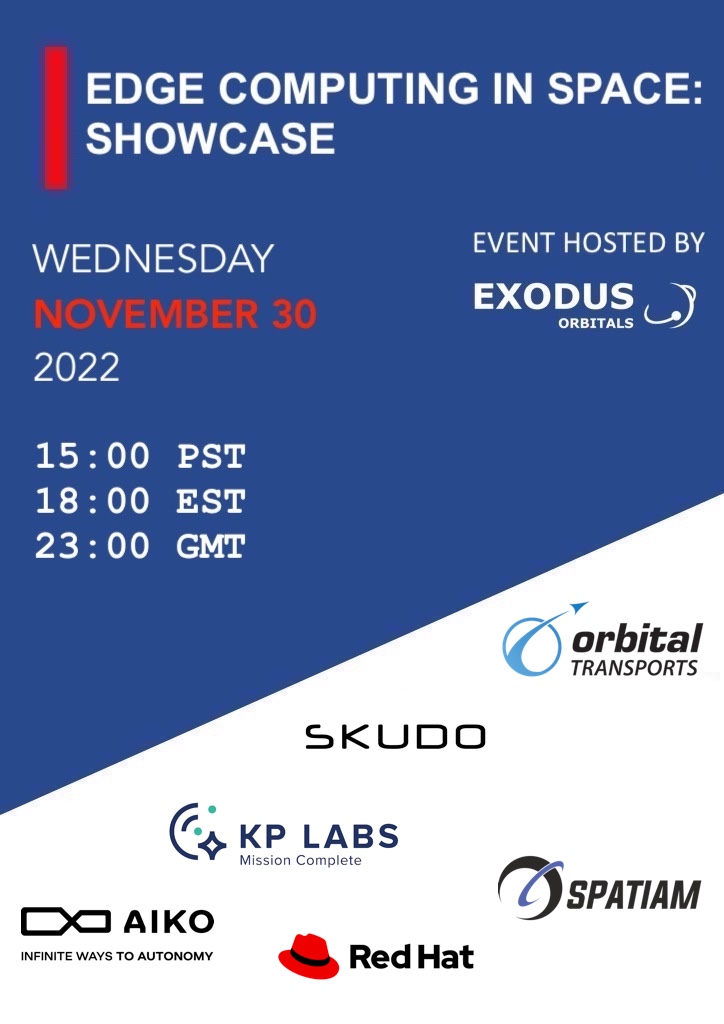 EDGE COMPUTING IN SPACE:
SHOWCASE
WEDNESDAY
NOVEMBER 30
2022
EVENT HOSTED BY
EXODUS
ORBITALS
15:00 PST
18:00 EST
23:00 GMT
orbital
TRANSPORTS
SKUDO
KP LABS
Mission Complete
SPATIAM
AIKO
INFINITE WAYS TO AUTONOMY
Red Hat